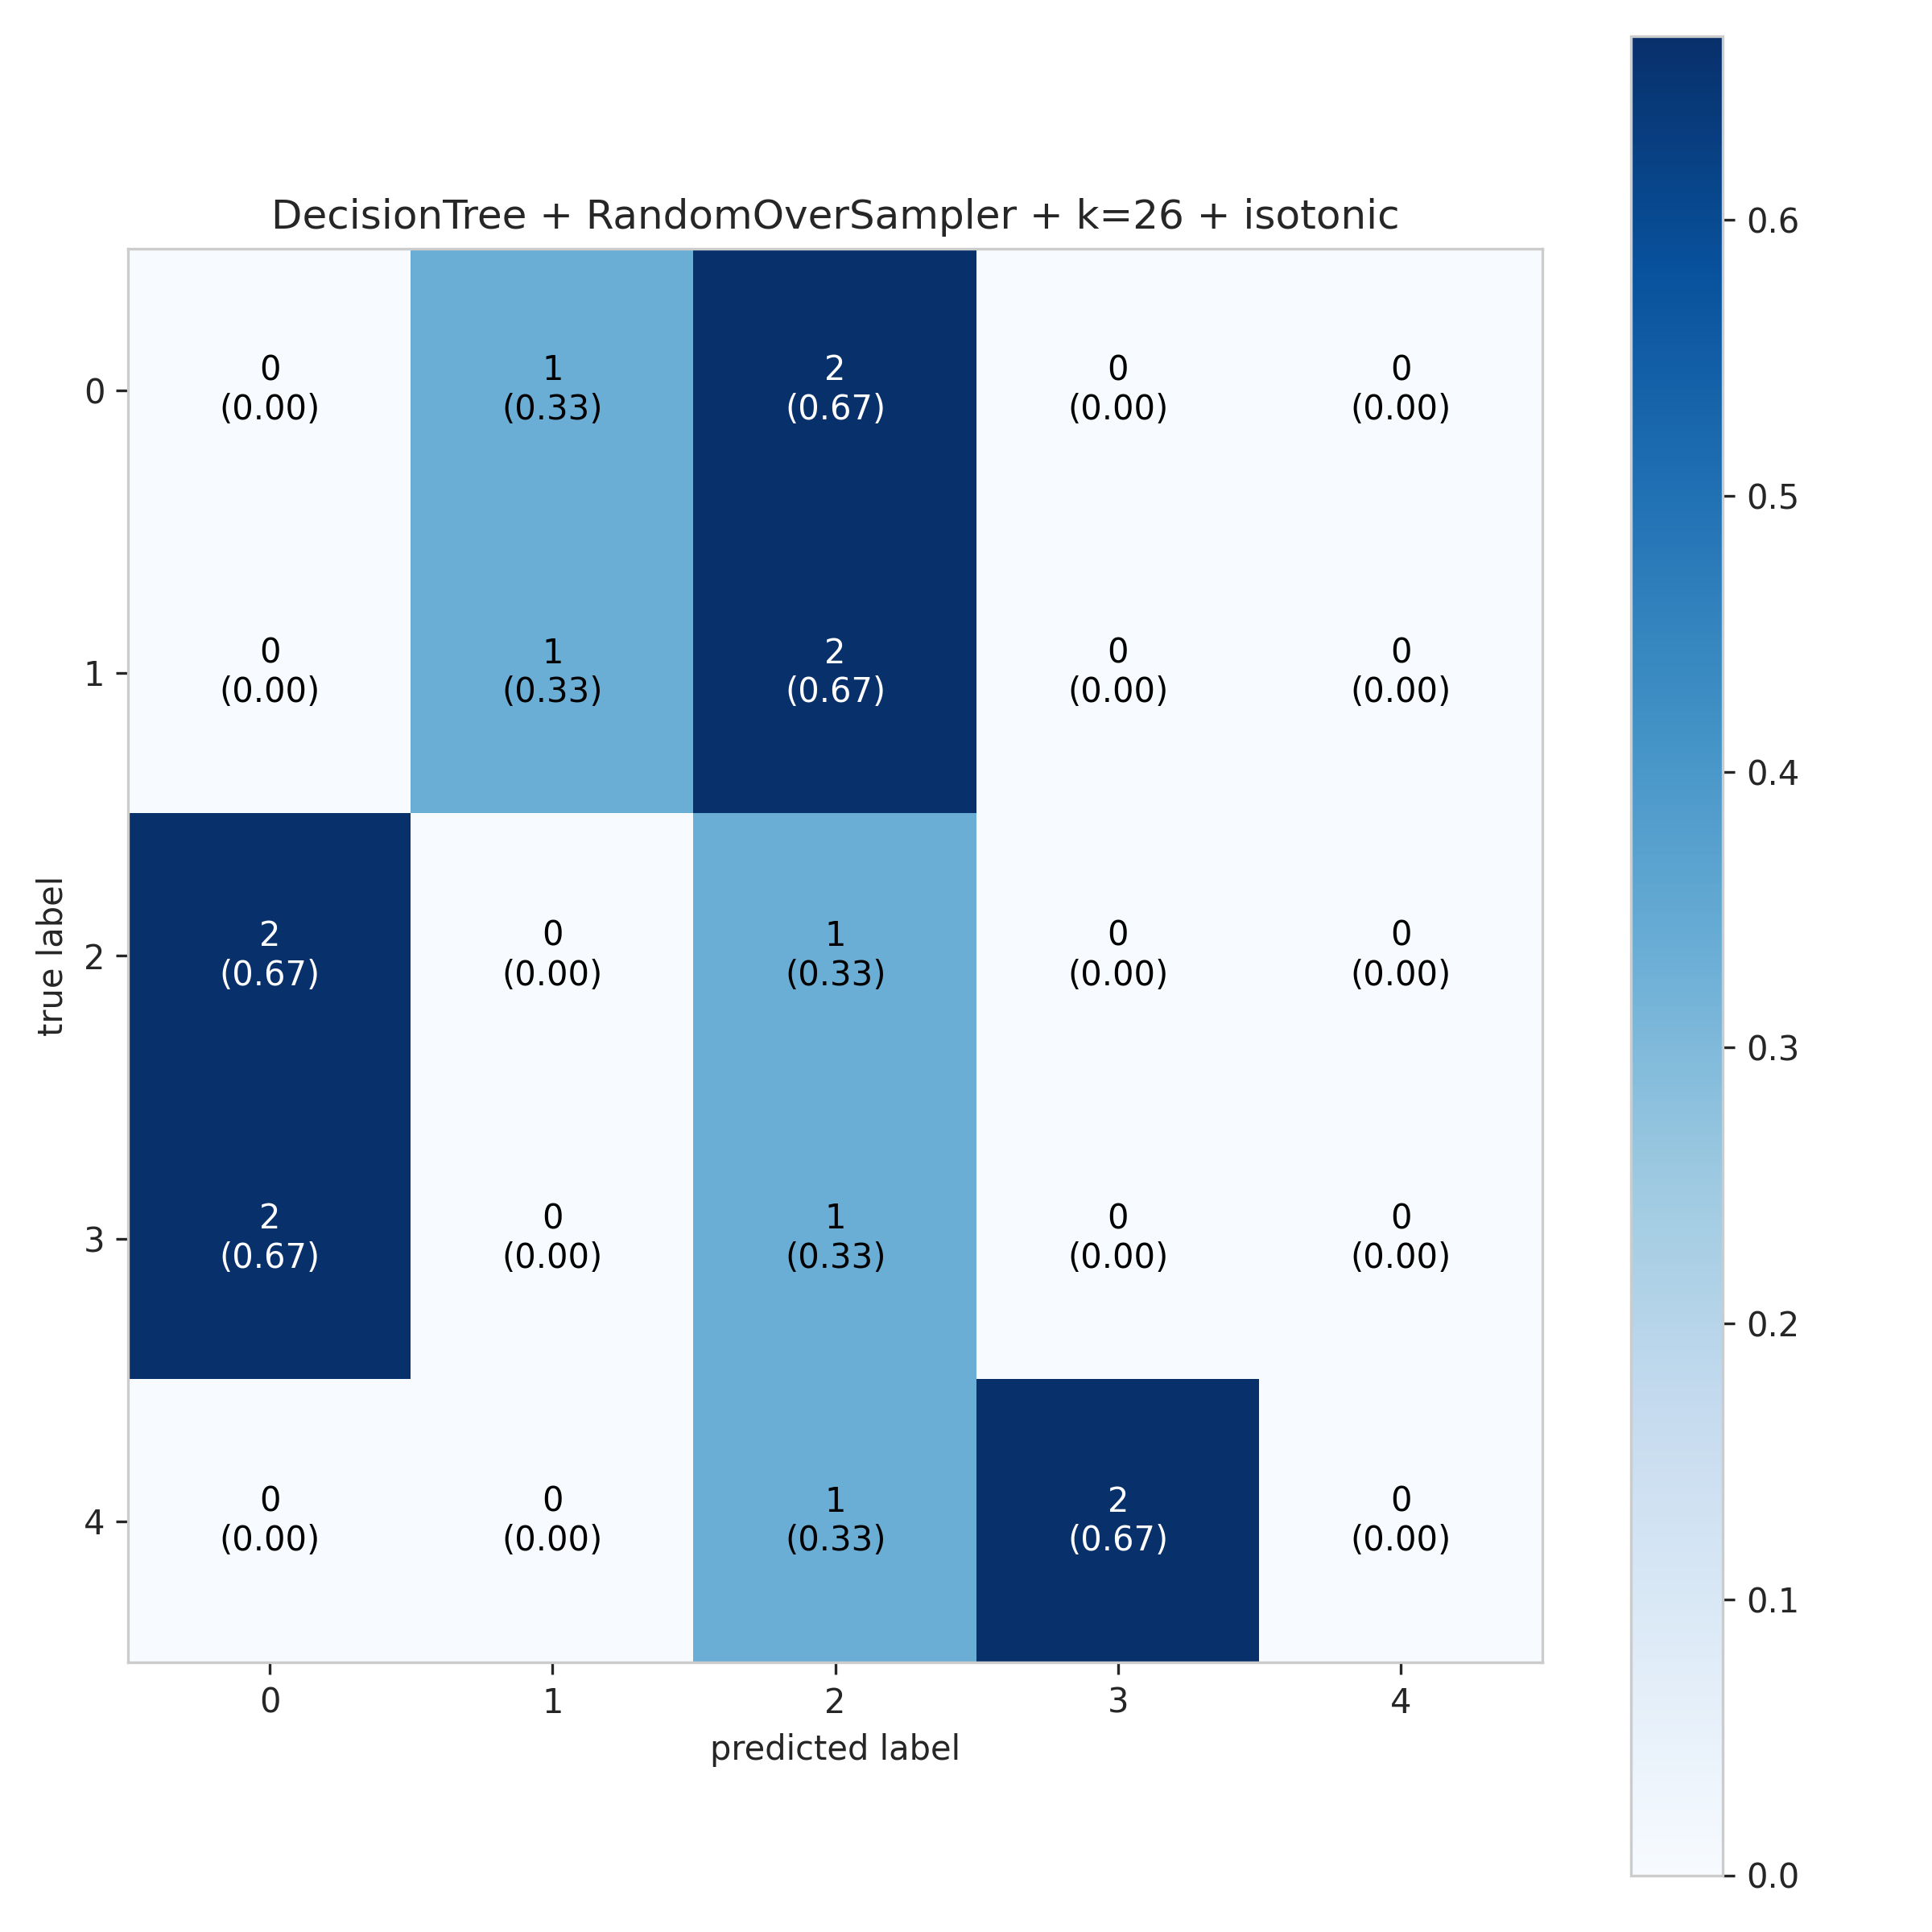 DecisionTree + RandomOverSampler + k=26 + isotonic
0 1 2 0 0
(0.00) (0.33) (0.67) (0.00) (0.00)
0
0 1 2 0 0
(0.00) (0.33) (0.67) (0.00) (0.00)
1
2 0 1 0 0
(0.67) (0.00) (0.33) (0.00) (0.00)
2
2 0 1 0 0
(0.67) (0.00) (0.33) (0.00) (0.00)
3
0 0 1 2 0
(0.00) (0.00) (0.33) (0.67) (0.00)
4
0 1 2 3 4
predicted label
true label
0.6
0.5
0.4
0.3
0.2
0.1
0.0